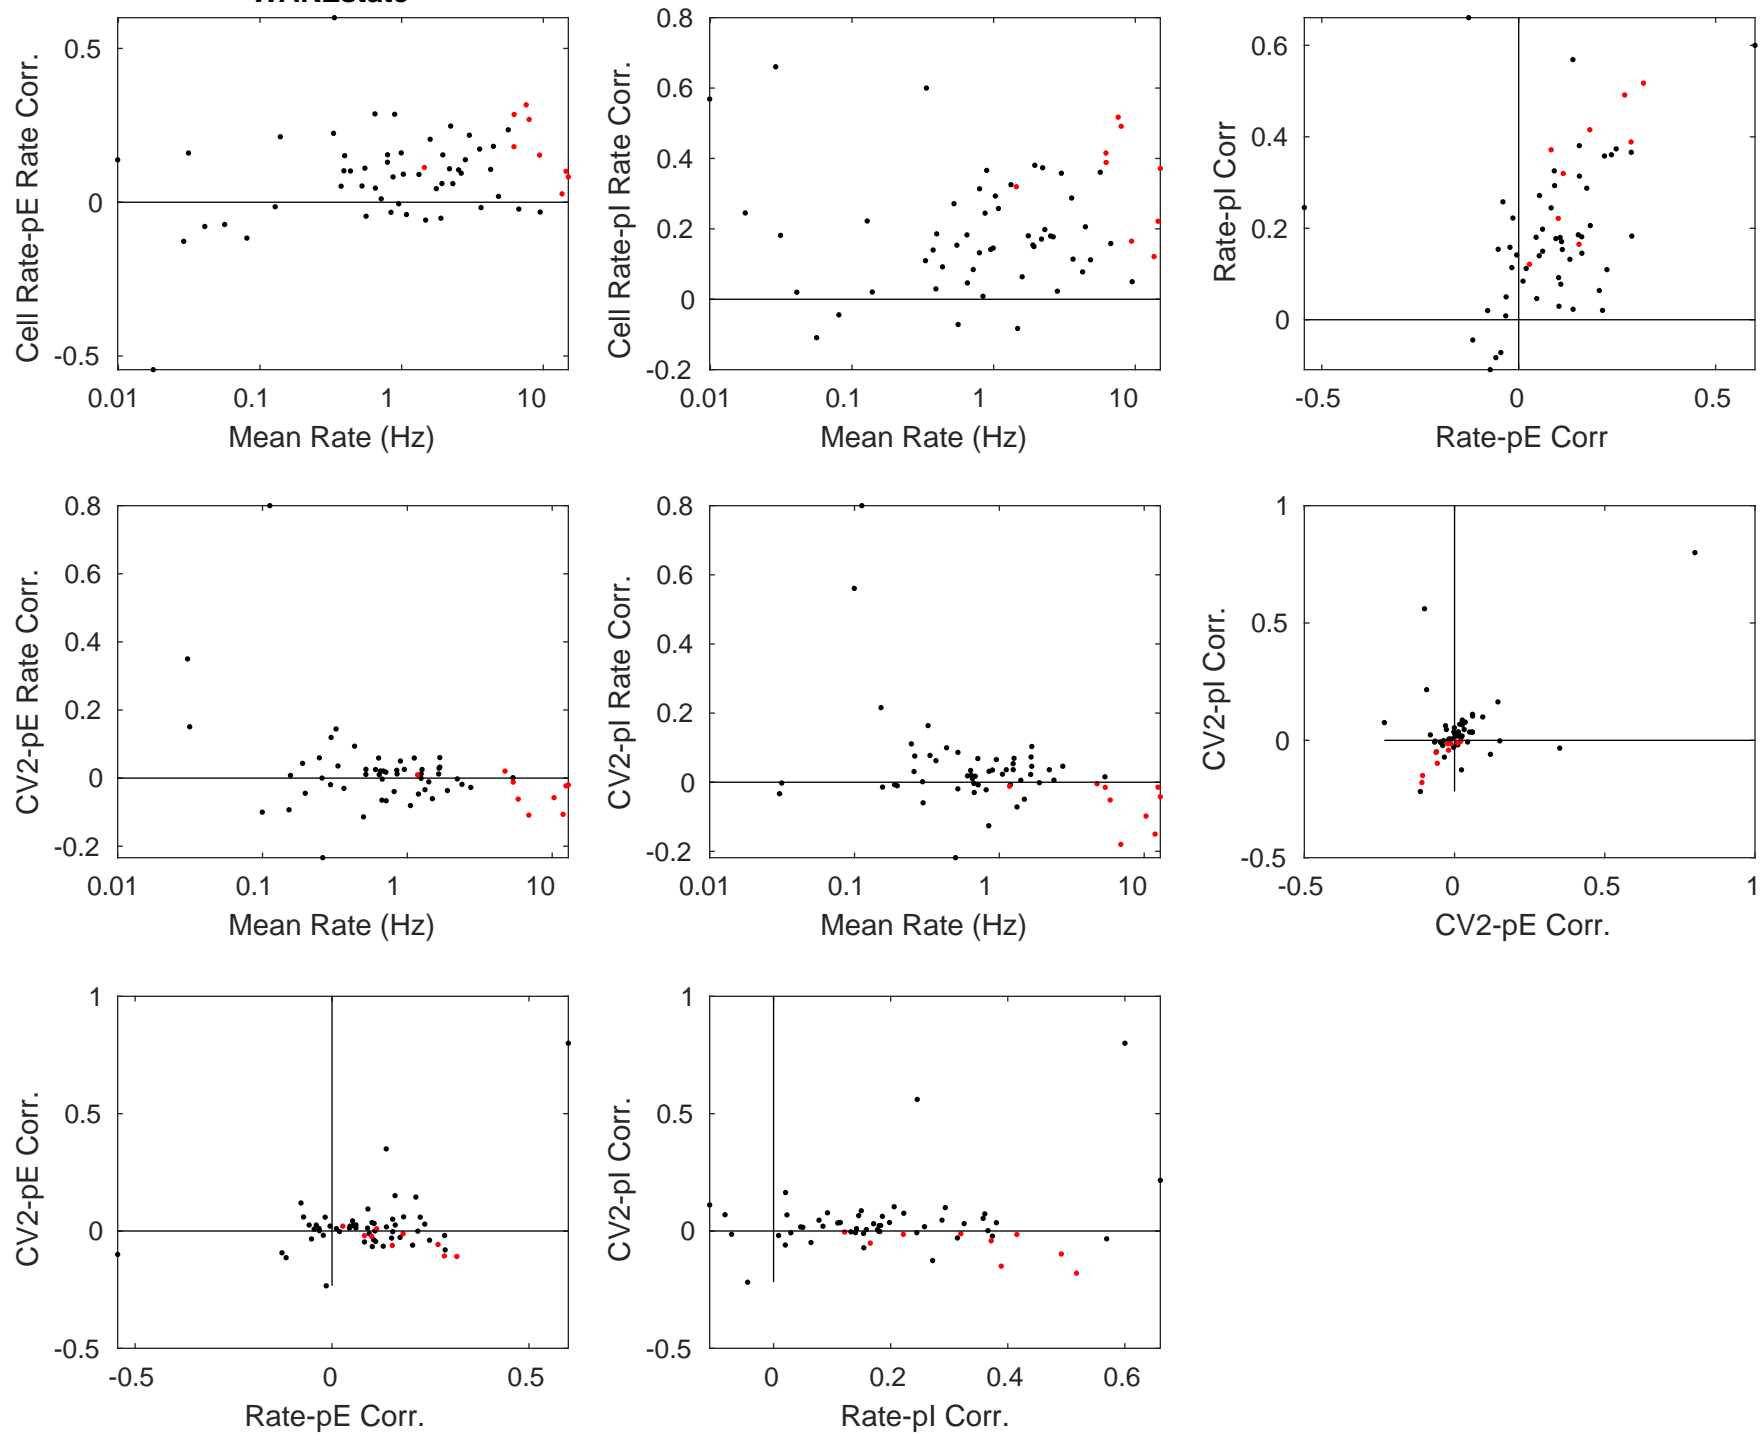 0.5
0
-0.5
Cell Rate-pE Rate Corr.
0.01 0.1 1 10
Mean Rate (Hz)
0.8
0.6
0.4
0.2
0
-0.2
Cell Rate-pI Rate Corr.
0.01 0.1 1 10
Mean Rate (Hz)
0.6
0.4
0.2
0
Rate-pI Corr
-0.5 0 0.5
Rate-pE Corr
0.8
0.6
0.4
0.2
0
-0.2
CV2-pE Rate Corr.
0.01 0.1 1 10
Mean Rate (Hz)
0.8
0.6
0.4
0.2
0
-0.2
CV2-pI Rate Corr.
0.01 0.1 1 10
Mean Rate (Hz)
1
0.5
0
-0.5
CV2-pI Corr.
-0.5 0 0.5 1
CV2-pE Corr.
1
0.5
0
-0.5
CV2-pE Corr.
-0.5 0 0.5
Rate-pE Corr.
1
0.5
0
-0.5
CV2-pI Corr.
0 0.2 0.4 0.6
Rate-pI Corr.